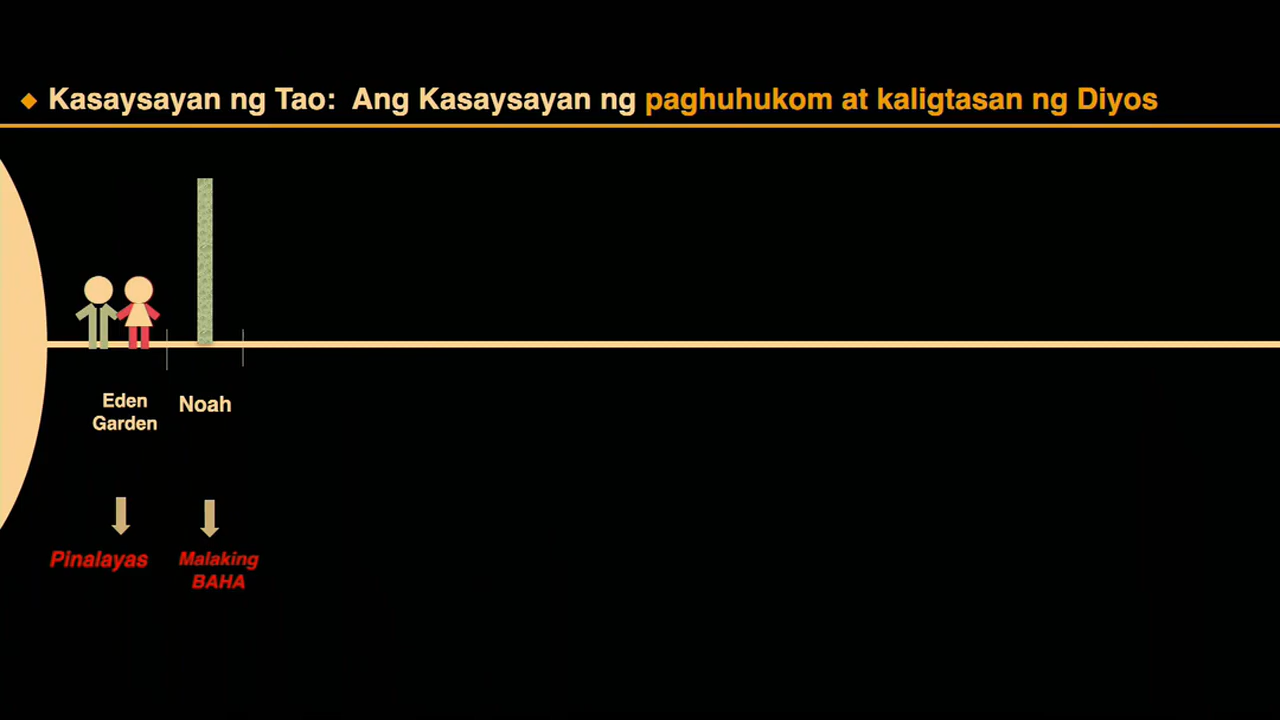 Kasaysayan ng Tao: Ang Kasaysayan ng paghuhukom at kaligtasan ng Diyos
Eden
Garden
Noah
Pinalayas
Malaking
BAHA